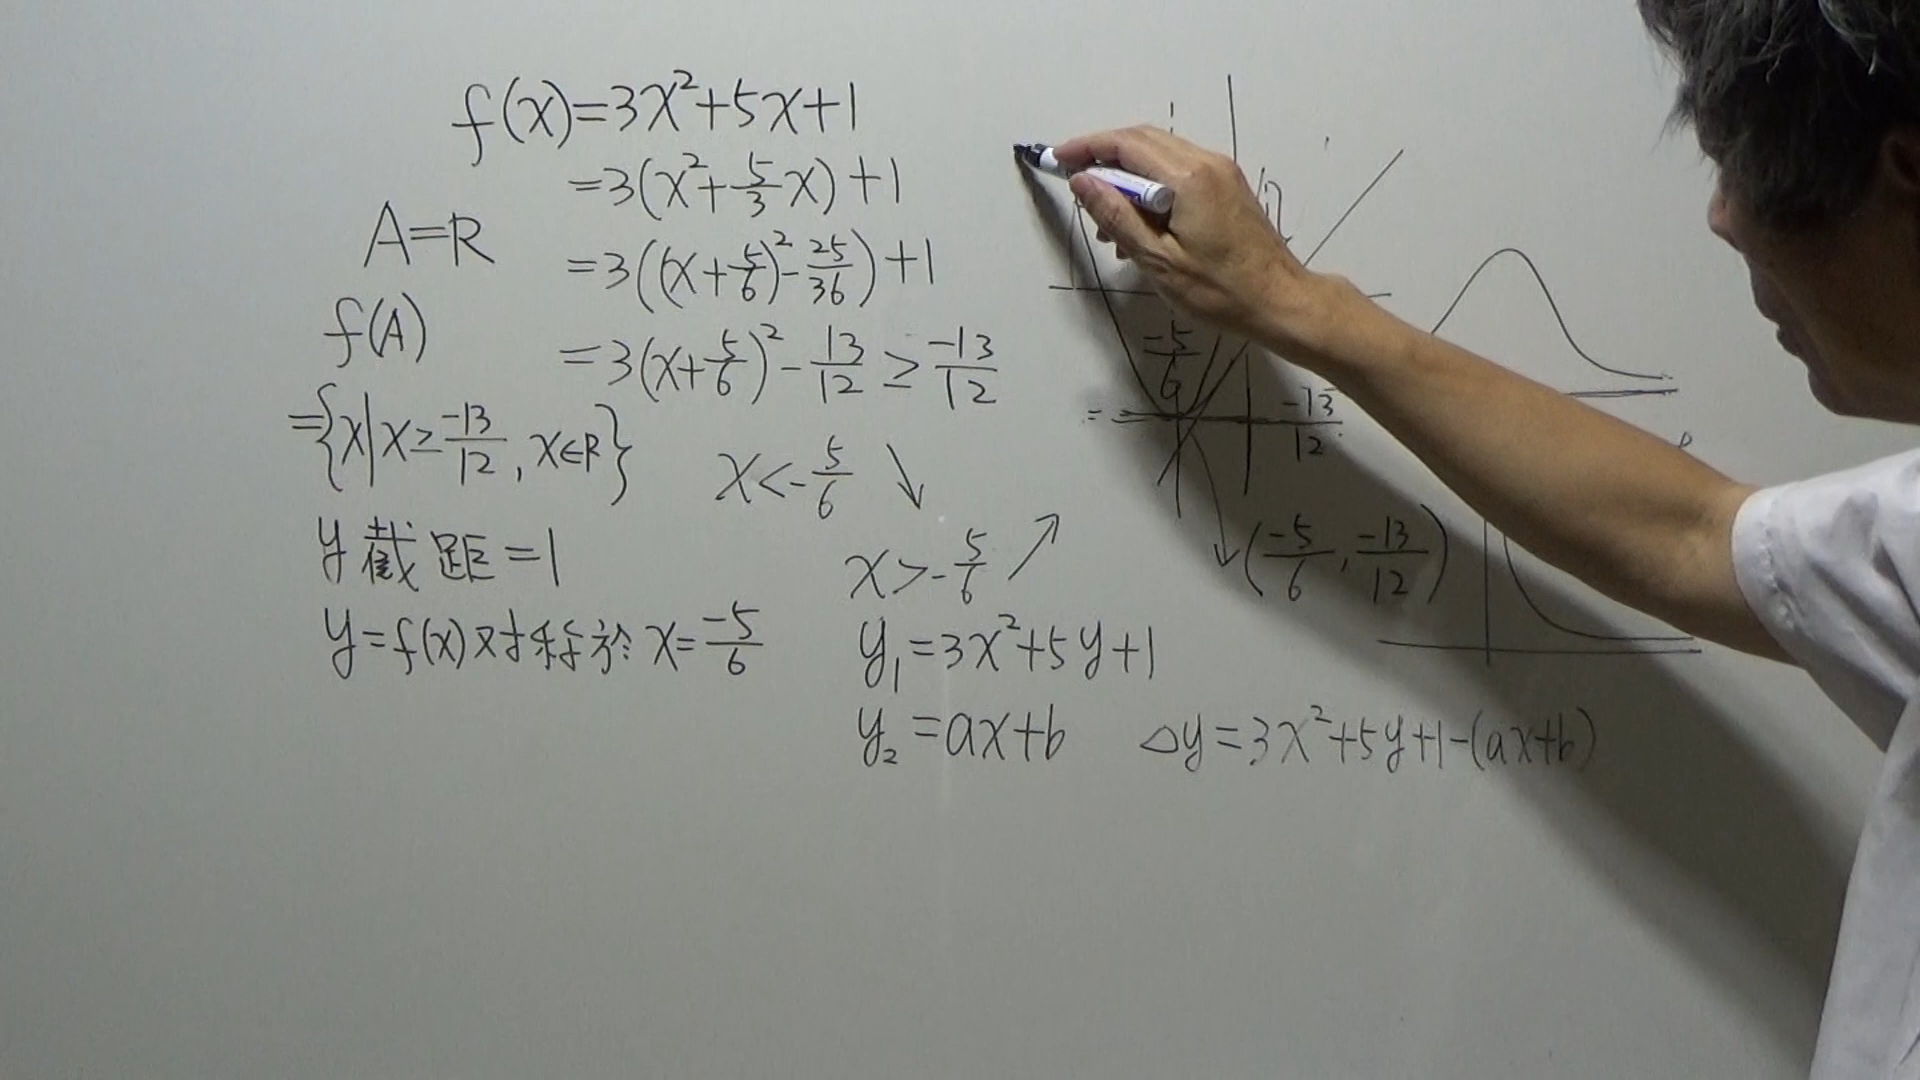 f(x)=3x²+5x+1
=3(x²+5/3x)+1
A=R
=3((x+5/6)²-25/36)+1
f(A)
=3(x+5/6)²-13/12≥-13/12
={x|x≥-13/12, x∈R}
x<-5/6 ↘
y截距=1
x>-5/6 ↗
y=f(x)对称於x=-5/6
y₁=3x²+5y+1
y₂=ax+b
△y=3x²+5y+1-(ax+b)
-5/6
-13/12
(-5/6,-13/12)